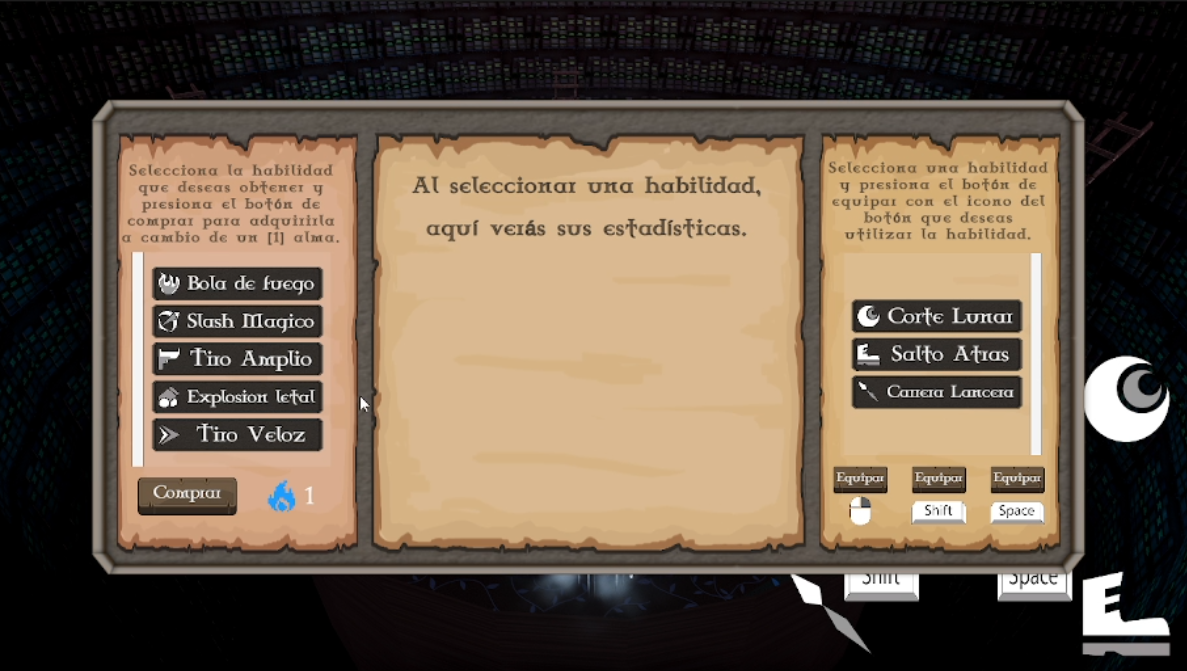 Selecciona la habilidad
que deseas obtener y
presiona el botón de
comprar para adquirirla
a cambio de un [1] alma.
Bola de fuego
Slash Magico
Tiro Amplio
Explosion letal
Tiro Veloz
Comprar
1
Al seleccionar una habilidad,
aquí verás sus estadísticas.
Selecciona una habilidad
y presiona el botón de
equipar con el icono del
botón que deseas
utilizar la habilidad.
Corte Lunar
Salto Atras
Carrera Lancera
Equipar
Equipar
Equipar
Shift
Space
Shift
Space